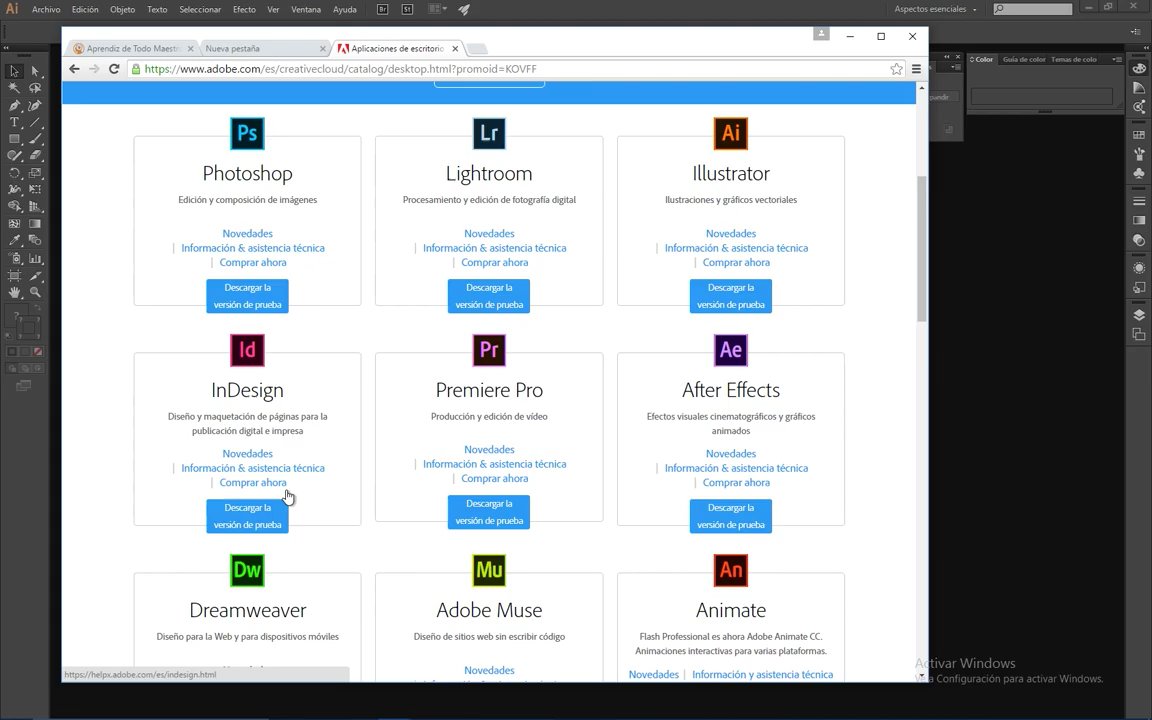 Ai Archivo Edición Objeto Texto Seleccionar Efecto Ver Ventana Ayuda Br St Aspectos esenciales
Aprendiz de Todo Maestr
Nueva pestaña
Aplicaciones de escritorio
https://www.adobe.com/es/creativecloud/catalog/desktop.html?promoid=KOVFF
Color Guía de color Temas de colo
Ps Lr Ai
Photoshop Lightroom Illustrator
Edición y composición de imágenes Procesamiento y edición de fotografía digital Ilustraciones y gráficos vectoriales
Novedades Novedades Novedades
| Información & asistencia técnica | Información & asistencia técnica | Información & asistencia técnica
| Comprar ahora | Comprar ahora | Comprar ahora
Descargar la Descargar la Descargar la
versión de prueba versión de prueba versión de prueba
Id Pr Ae
InDesign Premiere Pro After Effects
Diseño y maquetación de páginas para la Producción y edición de vídeo Efectos visuales cinematográficos y gráficos
publicación digital e impresa animados
Novedades Novedades Novedades
| Información & asistencia técnica | Información & asistencia técnica | Información & asistencia técnica
| Comprar ahora | Comprar ahora | Comprar ahora
Descargar la Descargar la Descargar la
versión de prueba versión de prueba versión de prueba
Dw Mu An
Dreamweaver Adobe Muse Animate
Diseño para la Web y para dispositivos móviles Diseño de sitios web sin escribir código Flash Professional es ahora Adobe Animate CC.
Animaciones interactivas para varias plataformas.
Novedades Novedades | Información y asistencia técnica
https://helpx.adobe.com/es/indesign.html
Activar Windows
a Configuración para activar Windows.